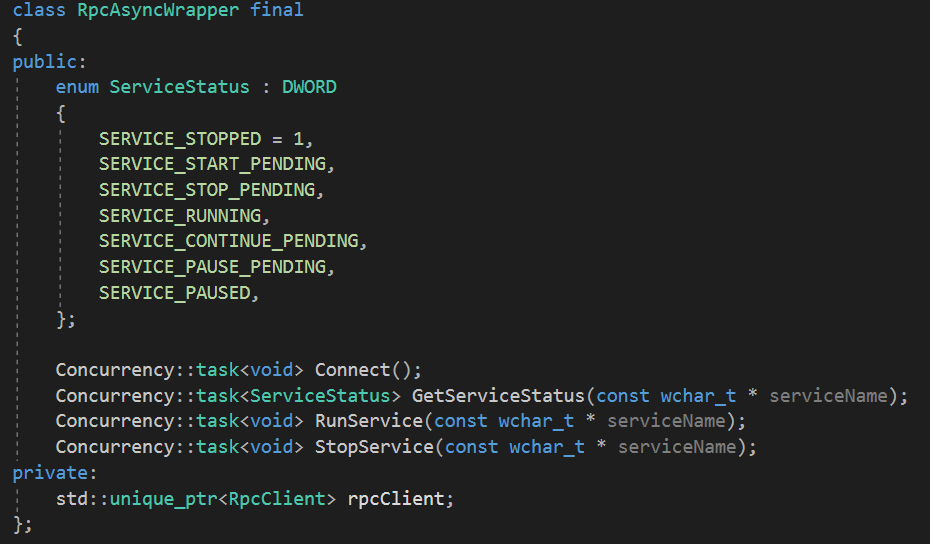 class RpcAsyncWrapper final
{
public:
    enum ServiceStatus : DWORD
    {
        SERVICE_STOPPED = 1,
        SERVICE_START_PENDING,
        SERVICE_STOP_PENDING,
        SERVICE_RUNNING,
        SERVICE_CONTINUE_PENDING,
        SERVICE_PAUSE_PENDING,
        SERVICE_PAUSED,
    };

    Concurrency::task<void> Connect();
    Concurrency::task<ServiceStatus> GetServiceStatus(const wchar_t * serviceName);
    Concurrency::task<void> RunService(const wchar_t * serviceName);
    Concurrency::task<void> StopService(const wchar_t * serviceName);
private:
    std::unique_ptr<RpcClient> rpcClient;
};